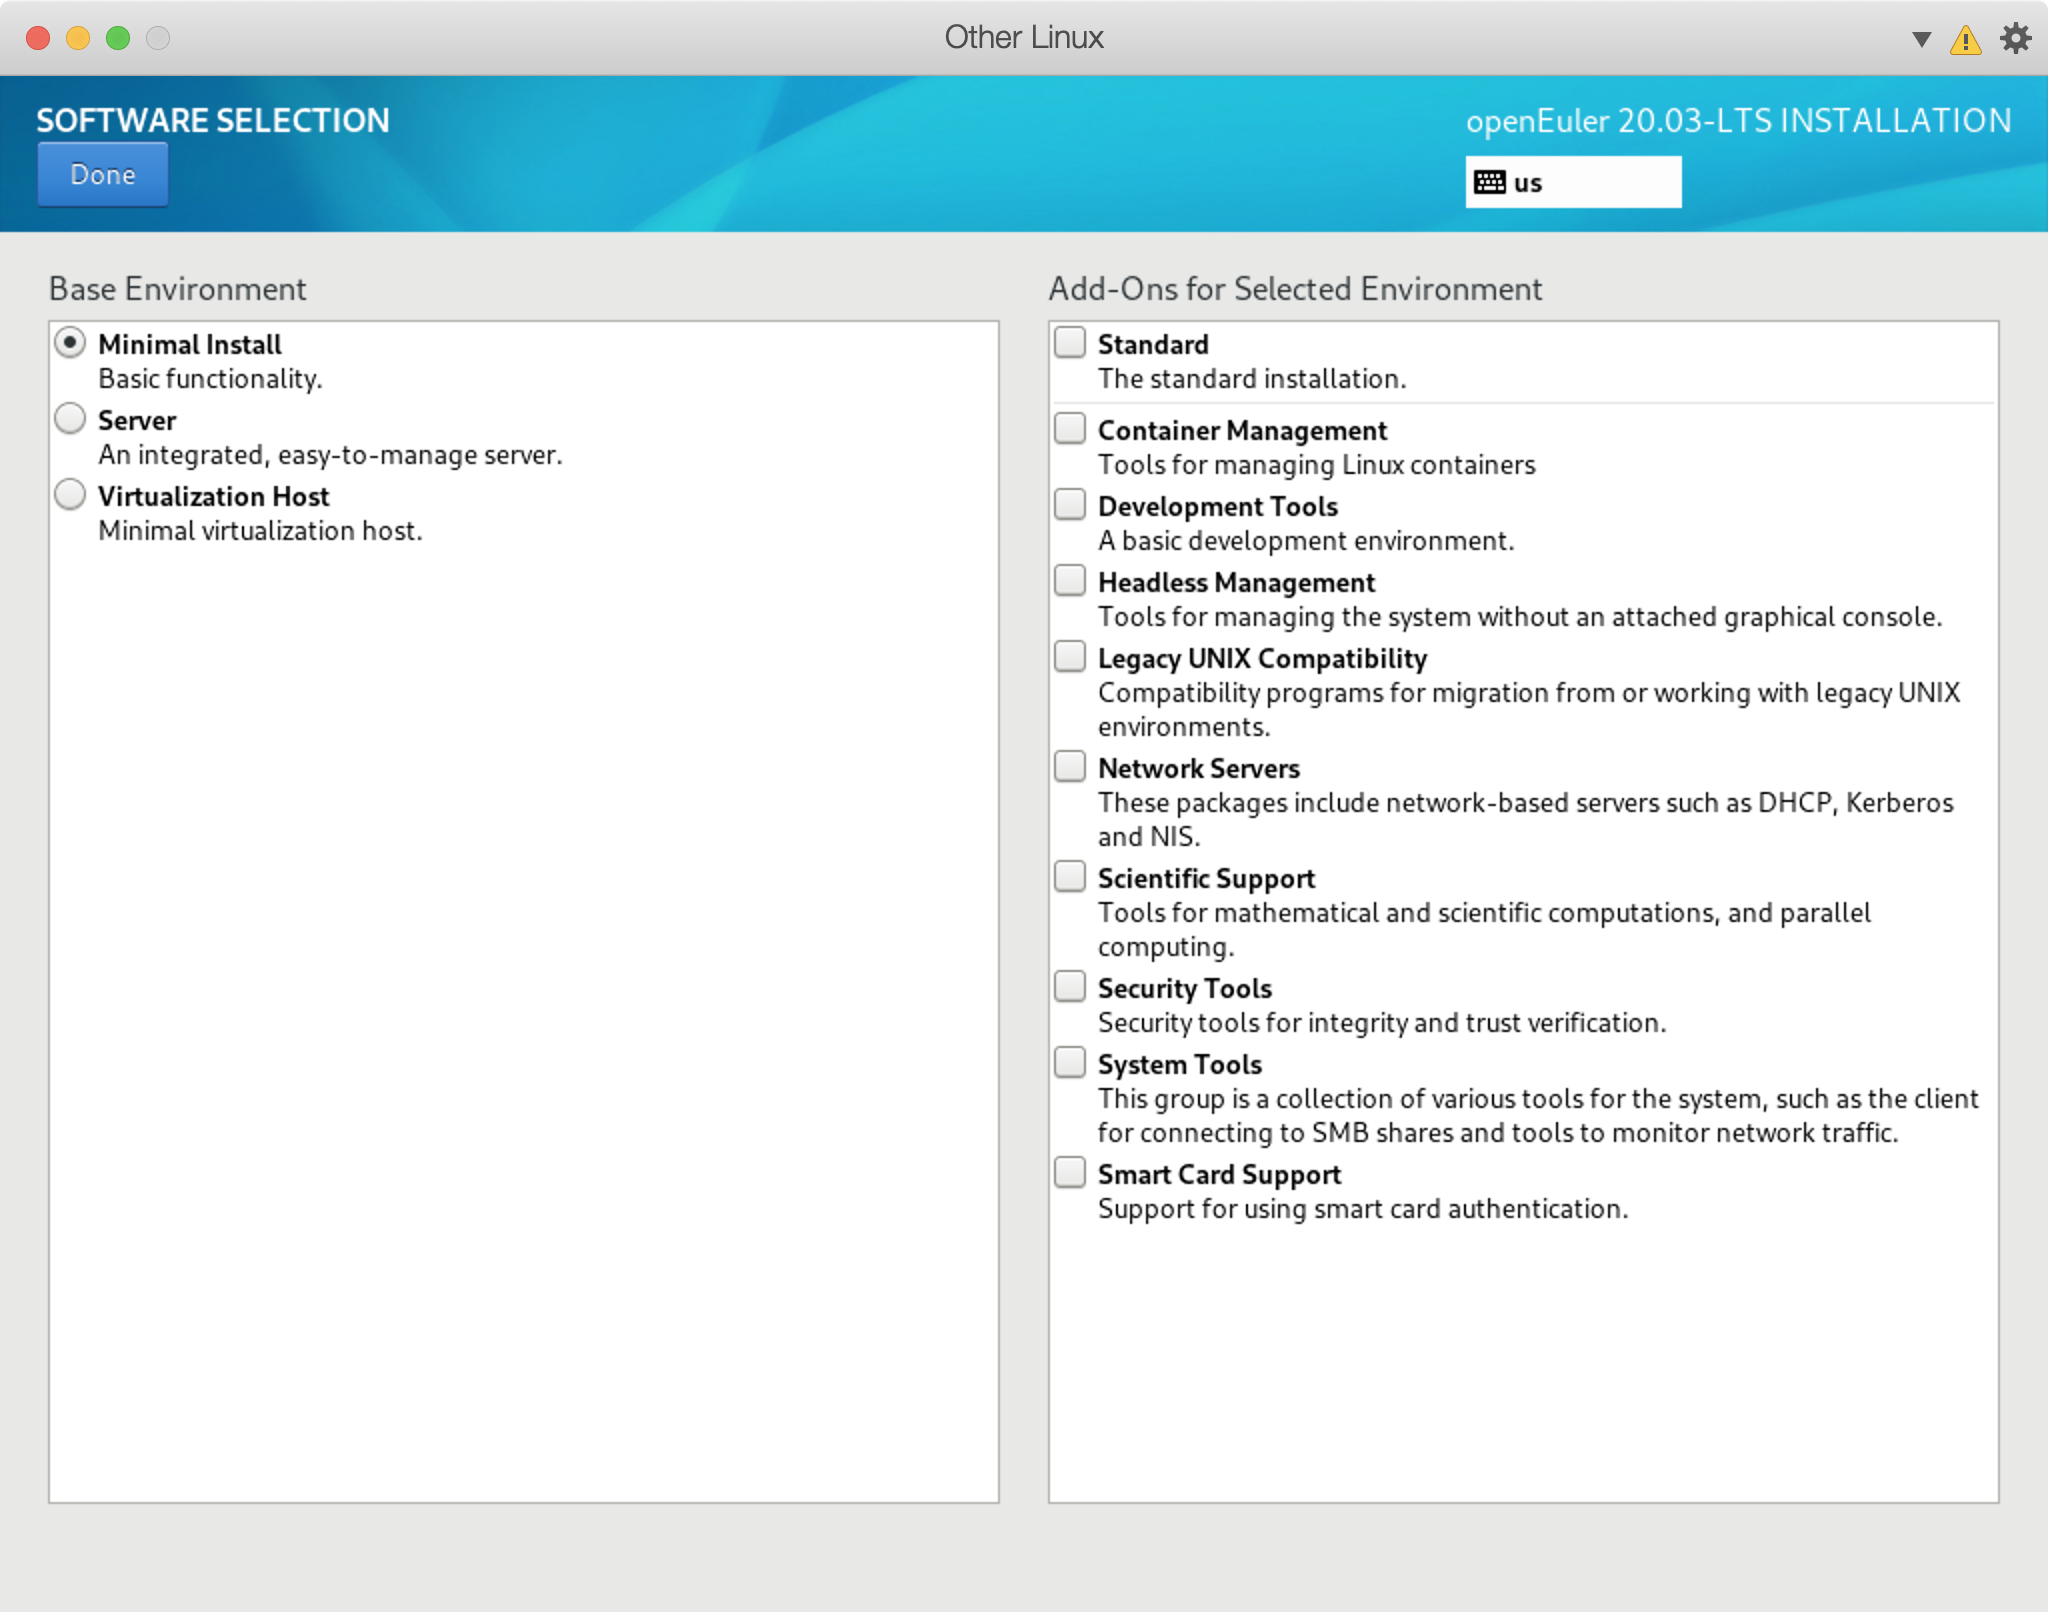 Other Linux
SOFTWARE SELECTION
openEuler 20.03-LTS INSTALLATION
Done
us
Base Environment
Minimal Install
Basic functionality.
Server
An integrated, easy-to-manage server.
Virtualization Host
Minimal virtualization host.
Add-Ons for Selected Environment
Standard
The standard installation.
Container Management
Tools for managing Linux containers
Development Tools
A basic development environment.
Headless Management
Tools for managing the system without an attached graphical console.
Legacy UNIX Compatibility
Compatibility programs for migration from or working with legacy UNIX
environments.
Network Servers
These packages include network-based servers such as DHCP, Kerberos
and NIS.
Scientific Support
Tools for mathematical and scientific computations, and parallel
computing.
Security Tools
Security tools for integrity and trust verification.
System Tools
This group is a collection of various tools for the system, such as the client
for connecting to SMB shares and tools to monitor network traffic.
Smart Card Support
Support for using smart card authentication.